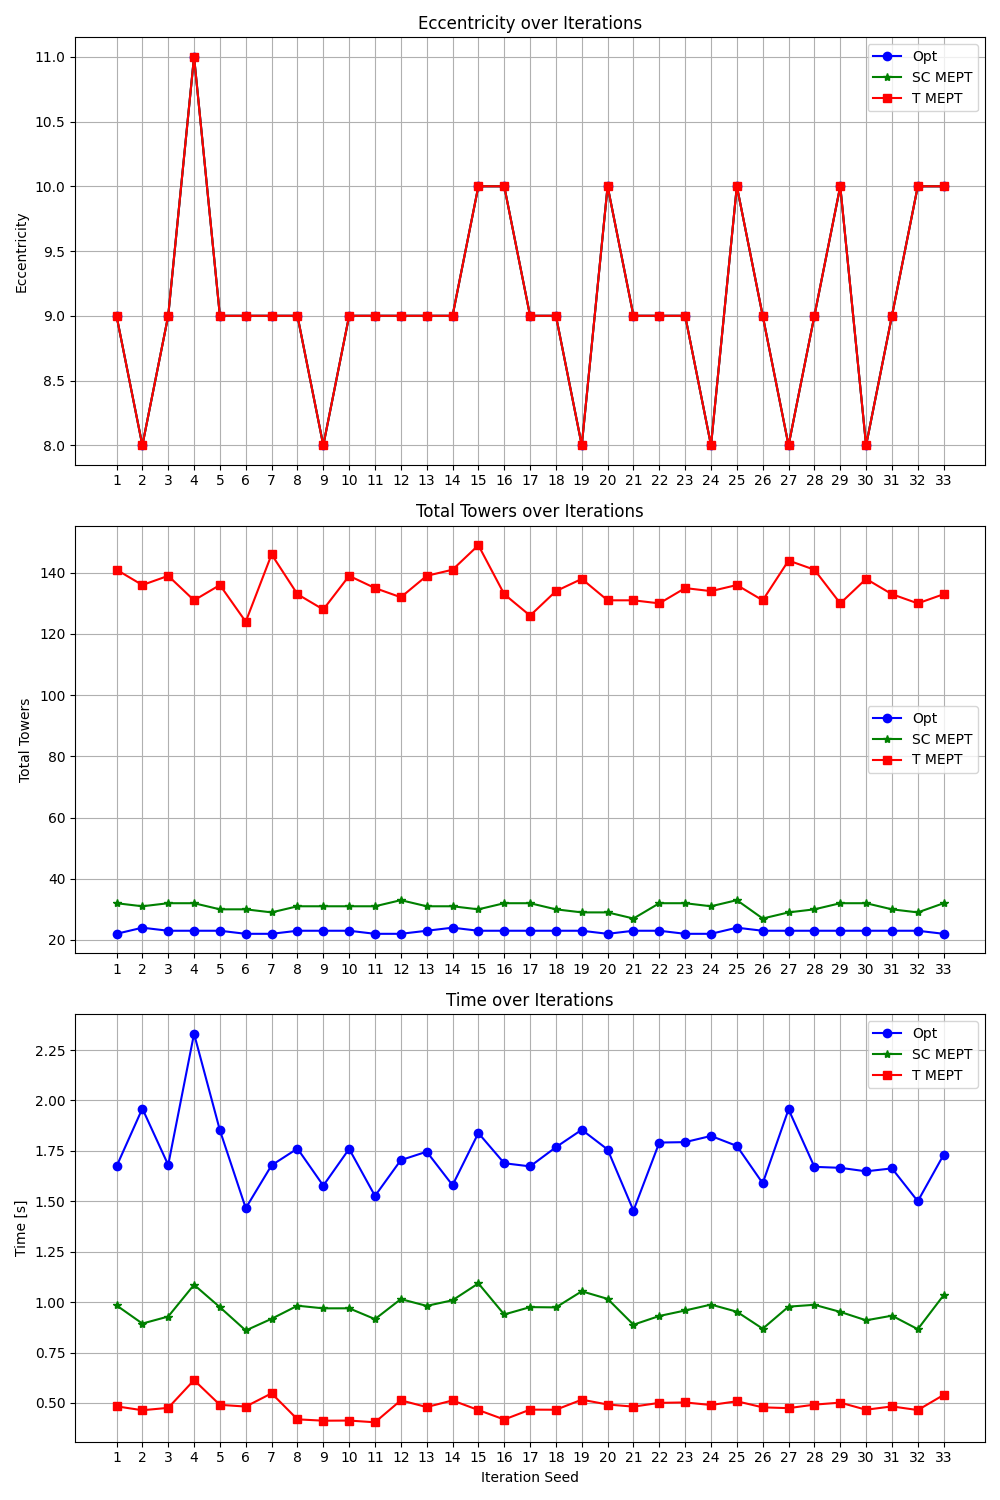 Eccentricity over Iterations
11.0
10.5
10.0
9.5
9.0
8.5
8.0
Eccentricity
Opt
SC MEPT
T MEPT
1 2 3 4 5 6 7 8 9 10 11 12 13 14 15 16 17 18 19 20 21 22 23 24 25 26 27 28 29 30 31 32 33
Total Towers over Iterations
140
120
100
80
60
40
20
Total Towers
Opt
SC MEPT
T MEPT
1 2 3 4 5 6 7 8 9 10 11 12 13 14 15 16 17 18 19 20 21 22 23 24 25 26 27 28 29 30 31 32 33
Time over Iterations
2.25
2.00
1.75
1.50
1.25
1.00
0.75
0.50
Time [s]
Opt
SC MEPT
T MEPT
1 2 3 4 5 6 7 8 9 10 11 12 13 14 15 16 17 18 19 20 21 22 23 24 25 26 27 28 29 30 31 32 33
Iteration Seed